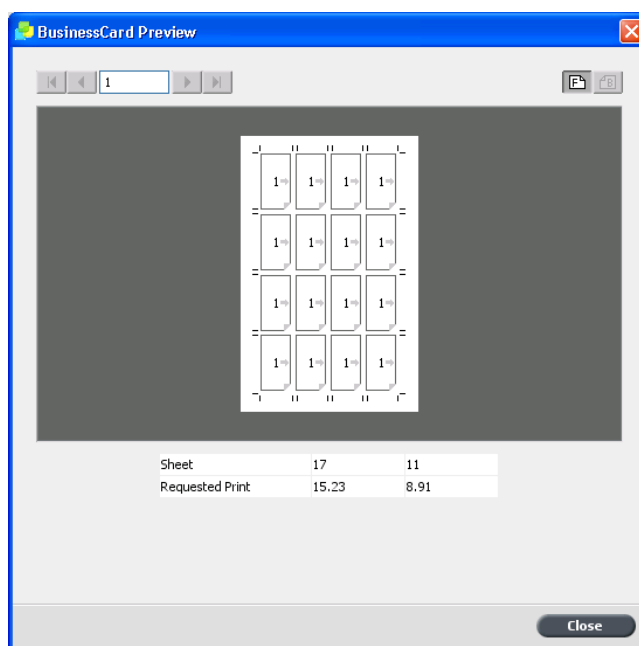 BusinessCard Preview
1
F B
1 1 1 1
1 1 1 1
1 1 1 1
1 1 1 1
Sheet 17 11
Requested Print 15.23 8.91
Close